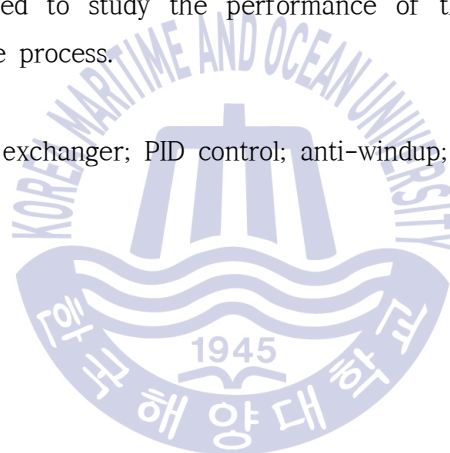 ed to study the performance of t
e process.
exchanger; PID control; anti-windup;
KOREA MARITIME AND OCEAN UNIVERSITY
1945
한국해양대학교